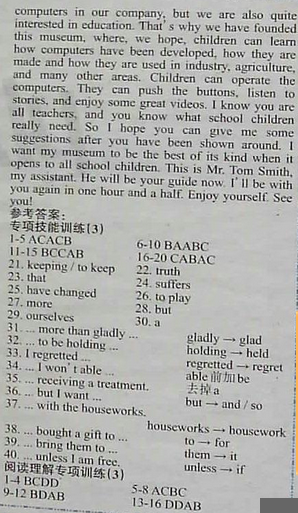 computers in our company, but we are also quite
interested in education. That's why we have founded
this museum, where, we hope, children can learn
how computers have been developed, how they are
made and how they are used in industry, agriculture,
and many other areas. Children can operate the
computers. They can push the buttons, listen to
stories, and enjoy some great videos. I know you are
all teachers, and you know what school children
really need. So I hope you can give me some
suggestions after you have been shown around. I
want my museum to be the best of its kind when it
opens to all school children. This is Mr. Tom Smith,
my assistant. He will be your guide now. I'll be with
you again in one hour and a half. Enjoy yourself. See
you!
参考答案:
专项技能训练(3)
1-5 ACACB 6-10 BAABC
11-15 BCCAB 16-20 CABAC
21. keeping / to keep 22. truth
23. that 24. suffers
25. have changed 26. to play
27. more 28. but
29. ourselves 30. a
31. ... more than gladly ... gladly → glad
32. ... to be holding ... holding → held
33. I regretted ... regretted → regret
34. ... I won't able ... able前加be
35. ... receiving a treatment. 去掉a
36. ... but I want ... but → and / so
37. ... with the houseworks.
houseworks → housework
38. ... bought a gift to ... to → for
39. ... bring them to ... them → it
40. ... unless I am free. unless → if
阅读理解专项训练(3)
1-4 BCDD 5-8 ACBC
9-12 BDAB 13-16 DDAB